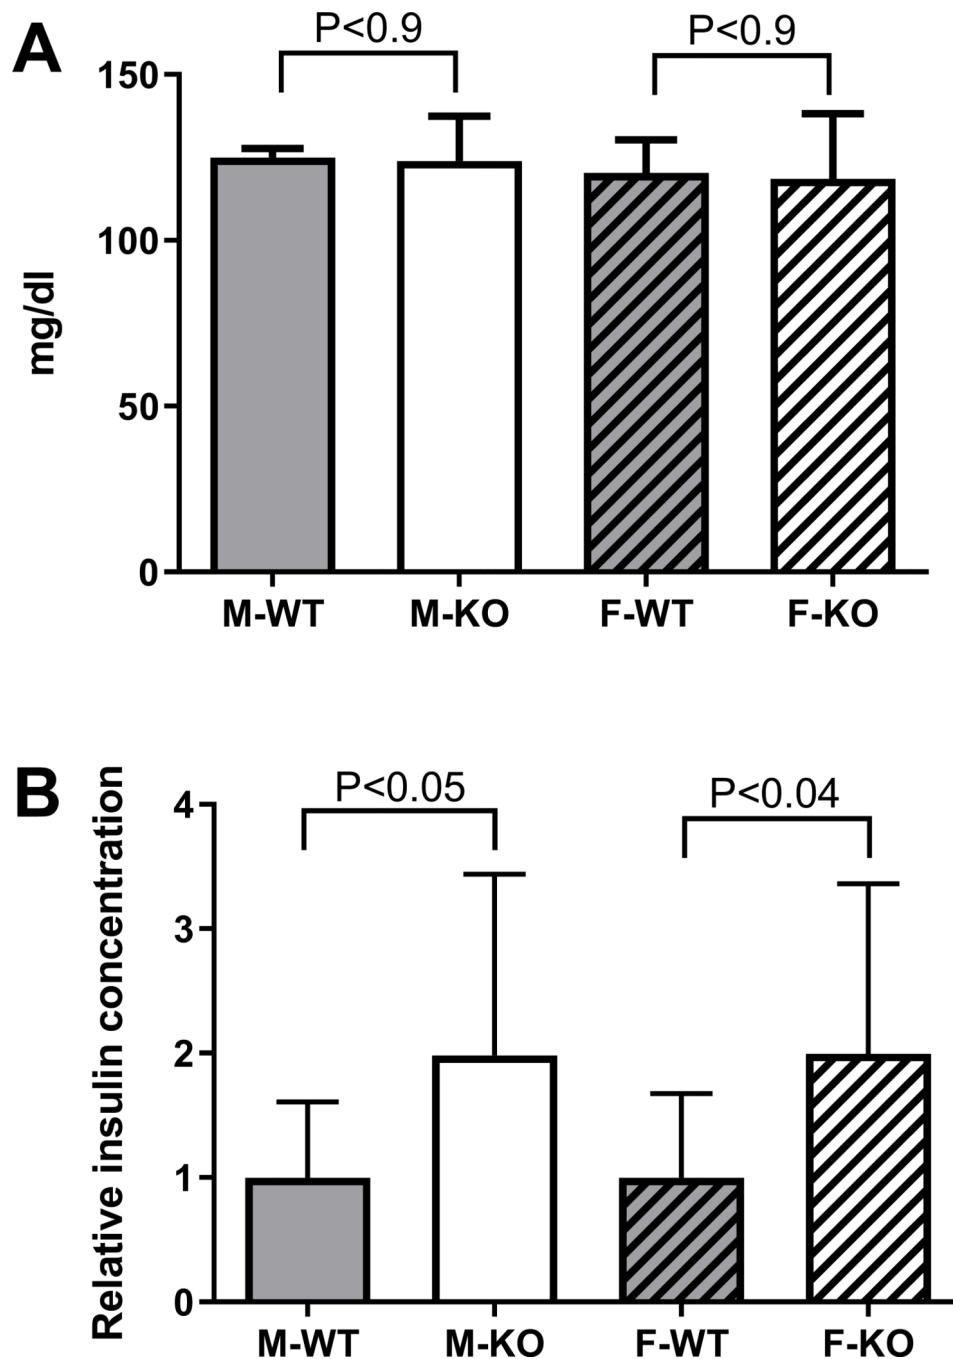 A
P<0.9
P<0.9
150
100
50
0
mg/dl
M-WT
M-KO
F-WT
F-KO
B
P<0.05
P<0.04
4
3
2
1
0
Relative insulin concentration
M-WT
M-KO
F-WT
F-KO